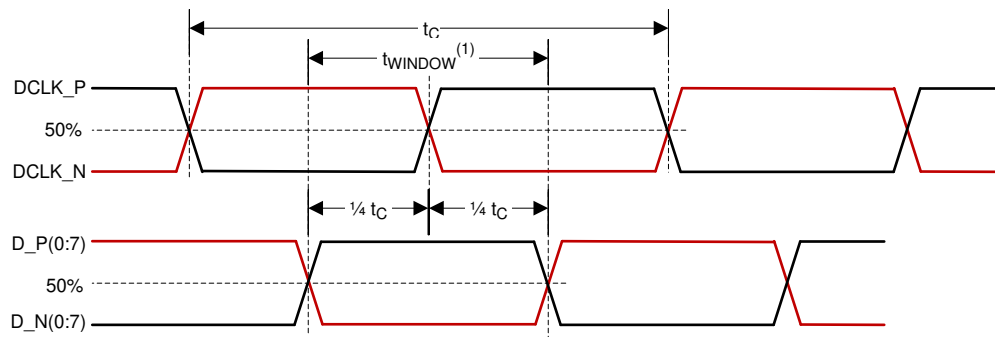 tC
tWINDOW(1)
DCLK_P
50%
DCLK_N
¼ tC
¼ tC
D_P(0:7)
50%
D_N(0:7)